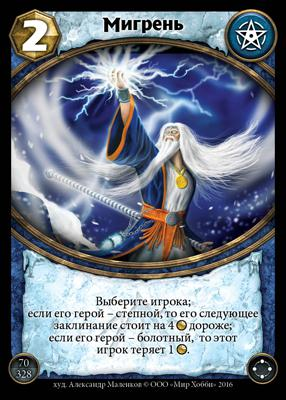 2
Мигрень
Выберите игрока;
если его герой – степной, то его следующее
заклинание стоит на 4 дороже;
если его герой – болотный, то этот
игрок теряет 1 .
70
328
худ. Александр Маленков © ООО «Мир Хобби» 2016